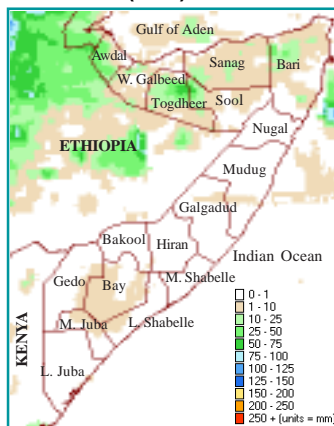 Gulf of Aden
Awdal
Sanag
Bari
W. Galbeed
Togdheer
Sool
Nugal
ETHIOPIA
Mudug
Galgadud
Bakool
Hiran
Indian Ocean
Gedo
Bay
M. Shabelle
M. Juba
L. Shabelle
KENYA
L. Juba
0 - 1
1 - 10
10 - 25
25 - 50
50 - 75
75 - 100
100 - 125
125 - 150
150 - 200
200 - 250
250 + (units = mm)